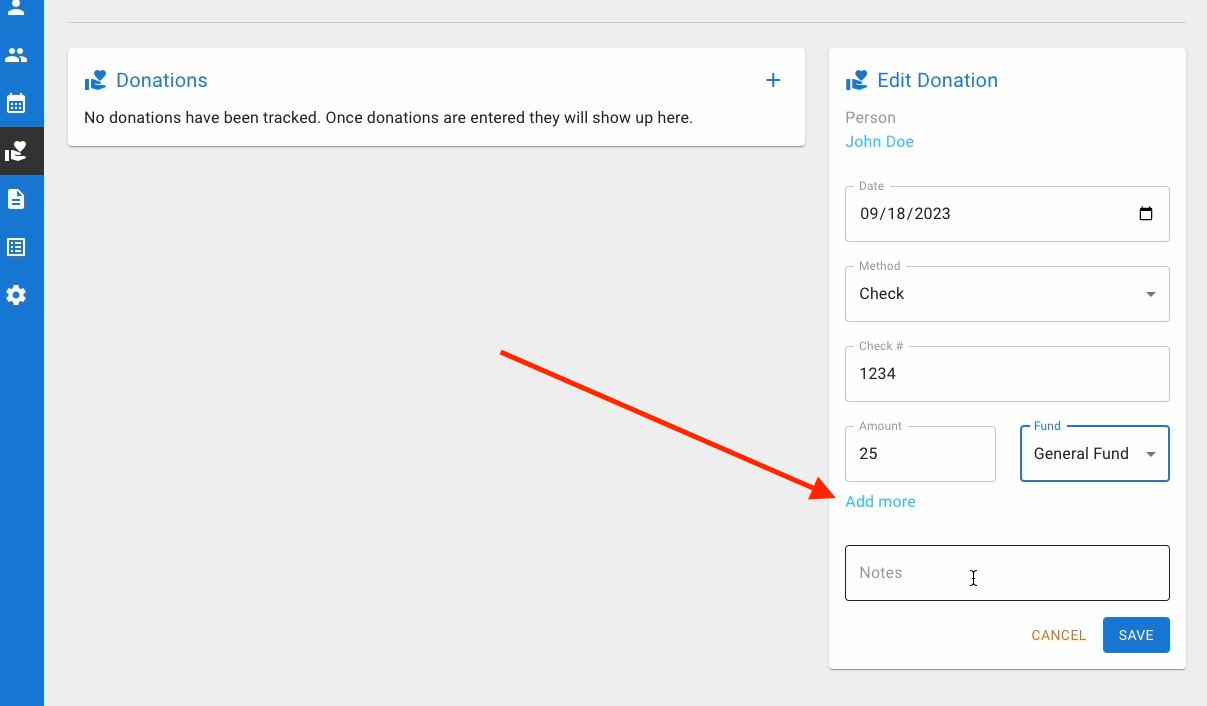 Donations
No donations have been tracked. Once donations are entered they will show up here.
Edit Donation
Person
John Doe
Date
09/18/2023
Method
Check
Check #
1234
Amount
25
Fund
General Fund
Add more
Notes
CANCEL
SAVE